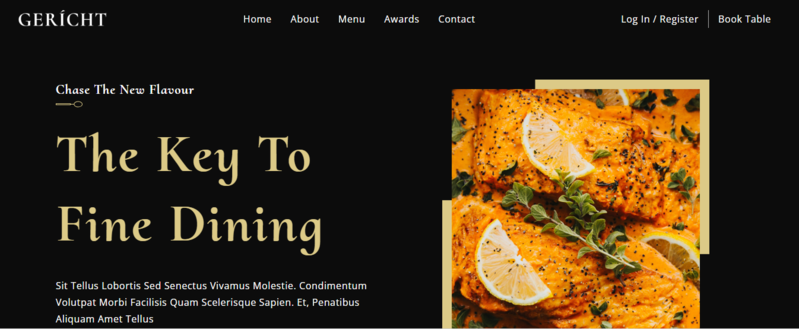 GERÍCHT
Home About Menu Awards Contact
Log In / Register Book Table
Chase The New Flavour
The Key To
Fine Dining
Sit Tellus Lobortis Sed Senectus Vivamus Molestie. Condimentum
Volutpat Morbi Facilisis Quam Scelerisque Sapien. Et, Penatibus
Aliquam Amet Tellus